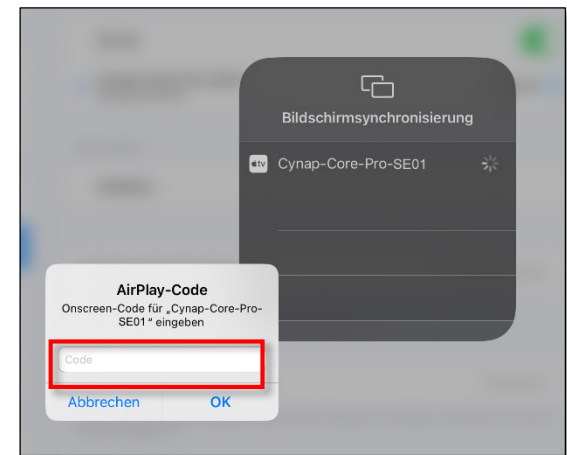 Bildschirmsynchronisierung
tv Cynap-Core-Pro-SE01
AirPlay-Code
Onscreen-Code für „Cynap-Core-Pro-
SE01“ eingeben
Code
Abbrechen OK